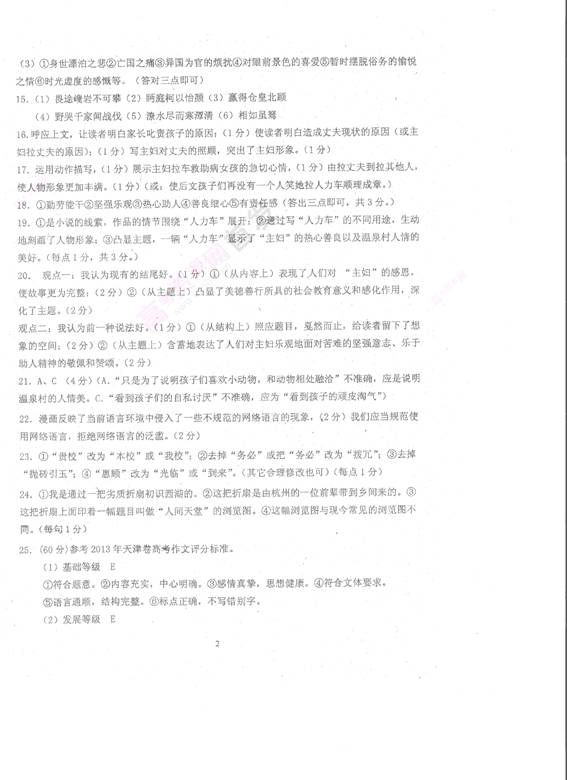 （3）①身世漂泊之悲②亡国之痛③异国为官的烦扰④对眼前景色的喜爱⑤暂时摆脱俗务的愉悦
之情⑥时光虚度的感慨等。（答对三点即可）
15.（1）畏途巉岩不可攀（2）眄庭柯以怡颜（3）赢得仓皇北顾
（4）野哭千家闻战伐（5）潦水尽而寒潭清（6）相如虽驽
16.呼应上文，让读者明白家长叱责孩子的原因；（1分）使读者明白造成丈夫现状的原因（或主
妇拉丈夫的原因）；（1分）写主妇对丈夫的照顾，突出了主妇形象。（1分）
17. 运用动作描写，（1分）展示主妇拉车救助病女孩的急切心情，（1分）由拉丈夫到拉其他人，
使人物形象更加丰满。（1分）（或：使后文孩子们再没有一个人笑她拉人力车顺理成章。）
18. ①勤劳能干②坚强乐观③热心助人④善良细心⑤有责任感（答出三点即可，共3分。）
19. ①是小说的线索，作品的情节围绕“人力车”展开；②通过写“人力车”的不同用途，生动
地刻画了人物形象；③凸显主题，一辆“人力车”显示了“主妇”的热心善良以及温泉村人情的
美好。（每点1分，共3分。）
20. 观点一：我认为现有的结尾好。（1分）①（从内容上）表现了人们对 “主妇”的感恩，
使故事更为完整；（2分）②（从主题上）凸显了美德善行所具的社会教育意义和感化作用，深
化了主题。（2分）
观点二：我认为前一种说法好。（1分）①（从结构上）照应题目，戛然而止，给读者留下了想
象的空间；（2分）②（从主题上）含蓄地表达了人们对主妇乐观地面对苦难的坚强意志、乐于
助人精神的敬佩和赞颂。（2分）
21. A、C （4分）（A.“只是为了说明孩子们喜欢小动物，和动物相处融洽”不准确，应是说明
温泉村的人情美。C.“看到孩子们的自私讨厌”不准确，应为“看到孩子的顽皮淘气”）
22. 漫画反映了当前语言环境中侵入了一些不规范的网络语言的现象，（2分）我们应当规范使
用网络语言，拒绝网络语言的泛滥。（2分）
23. ①“贵校”改为“本校”或“我校”；②去掉“务必”或把“务必”改为“拨冗”；③去掉
“抛砖引玉”；④“惠顾”改为“光临”或“到来”。（其它合理修改也可）（每点1分）
24. ①我是通过一把劣质折扇初识西湖的。②这把折扇是由杭州的一位前辈带到乡间来的。③
这把折扇上面印着一幅题目叫做“人间天堂”的浏览图。④这幅浏览图与现今常见的浏览图不
同。（每句1分）
25.（60分）参考2013年天津卷高考作文评分标准。
（1）基础等级 E
①符合题意。②内容充实，中心明确。③感情真挚，思想健康。④符合文体要求。
⑤语言通顺，结构完整。⑥标点正确，不写错别字。
（2）发展等级 E
2